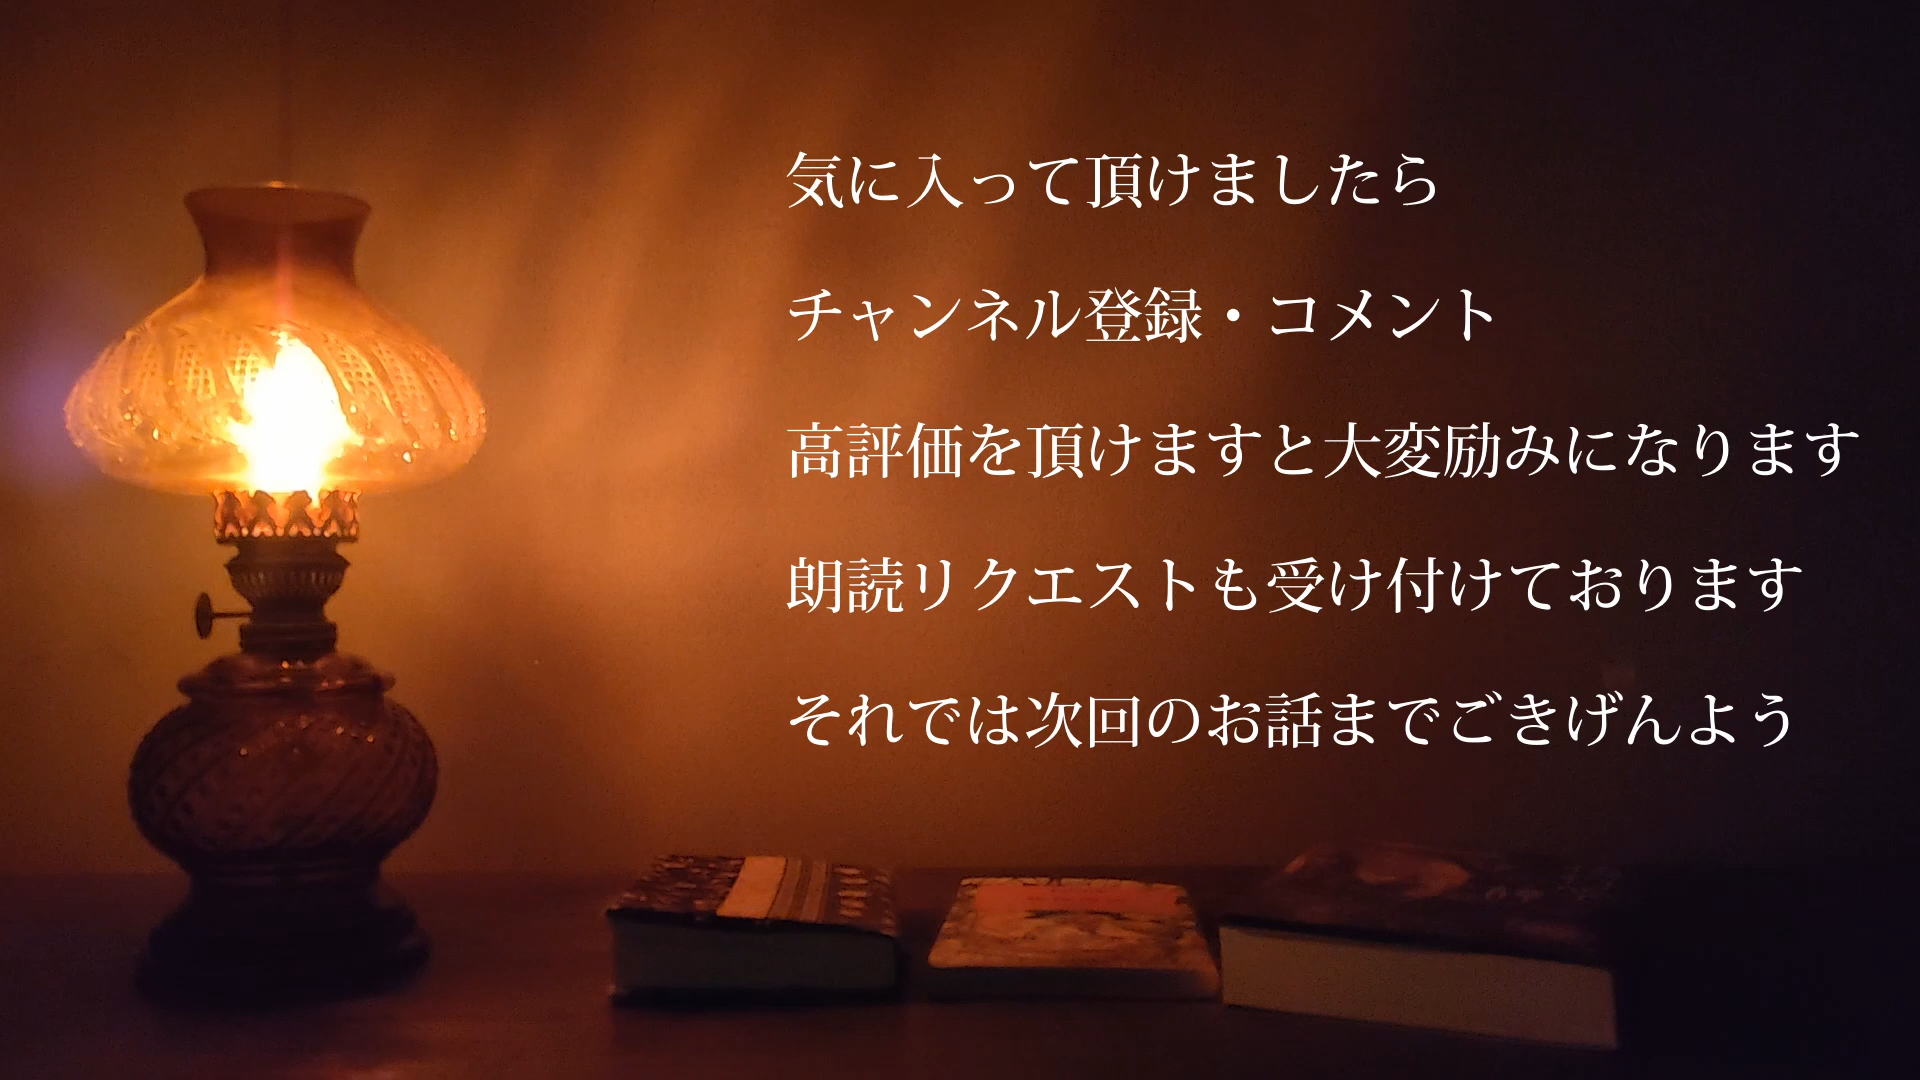 気に入って頂けましたら
チャンネル登録・コメント
高評価を頂けますと大変励みになります
朗読リクエストも受け付けております
それでは次回のお話までごきげんよう